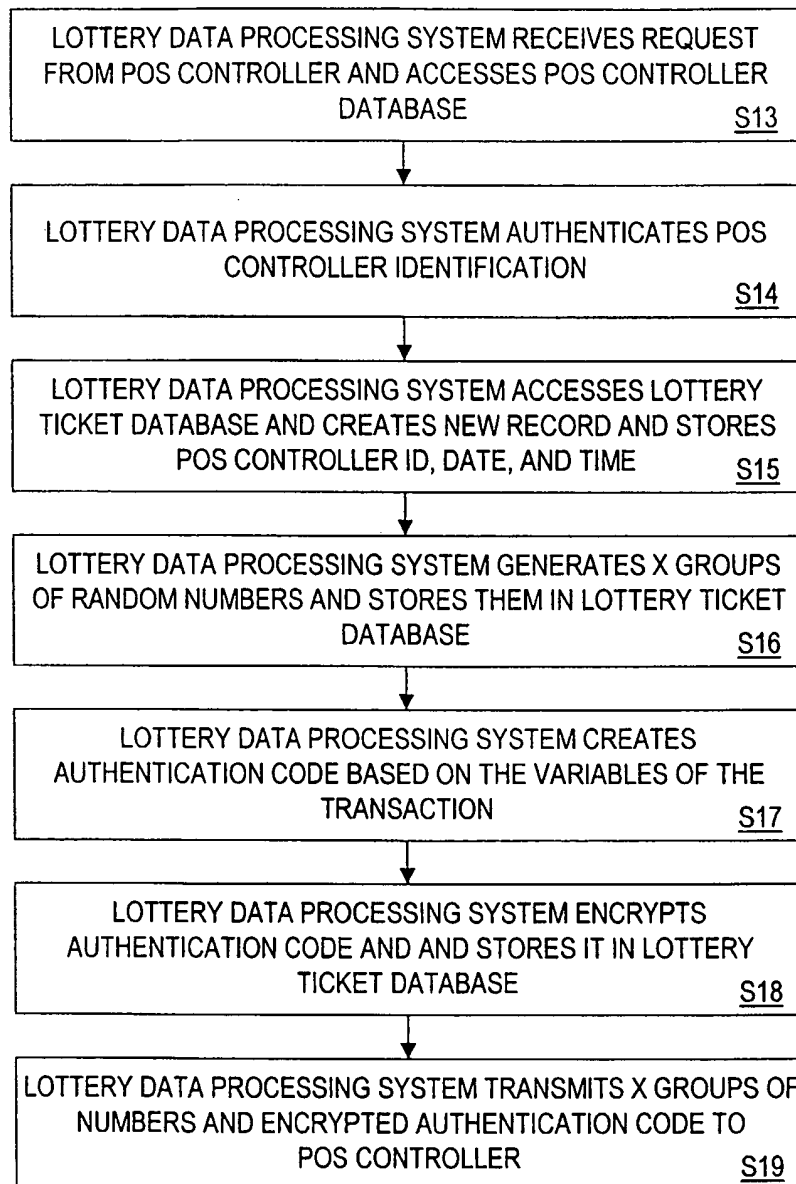 LOTTERY DATA PROCESSING SYSTEM RECEIVES REQUEST
FROM POS CONTROLLER AND ACCESSES POS CONTROLLER
DATABASE
S13
LOTTERY DATA PROCESSING SYSTEM AUTHENTICATES POS
CONTROLLER IDENTIFICATION
S14
LOTTERY DATA PROCESSING SYSTEM ACCESSES LOTTERY
TICKET DATABASE AND CREATES NEW RECORD AND STORES
POS CONTROLLER ID, DATE, AND TIME
S15
LOTTERY DATA PROCESSING SYSTEM GENERATES X GROUPS
OF RANDOM NUMBERS AND STORES THEM IN LOTTERY TICKET
DATABASE
S16
LOTTERY DATA PROCESSING SYSTEM CREATES
AUTHENTICATION CODE BASED ON THE VARIABLES OF THE
TRANSACTION
S17
LOTTERY DATA PROCESSING SYSTEM ENCRYPTS
AUTHENTICATION CODE AND AND STORES IT IN LOTTERY
TICKET DATABASE
S18
LOTTERY DATA PROCESSING SYSTEM TRANSMITS X GROUPS OF
NUMBERS AND ENCRYPTED AUTHENTICATION CODE TO
POS CONTROLLER
S19